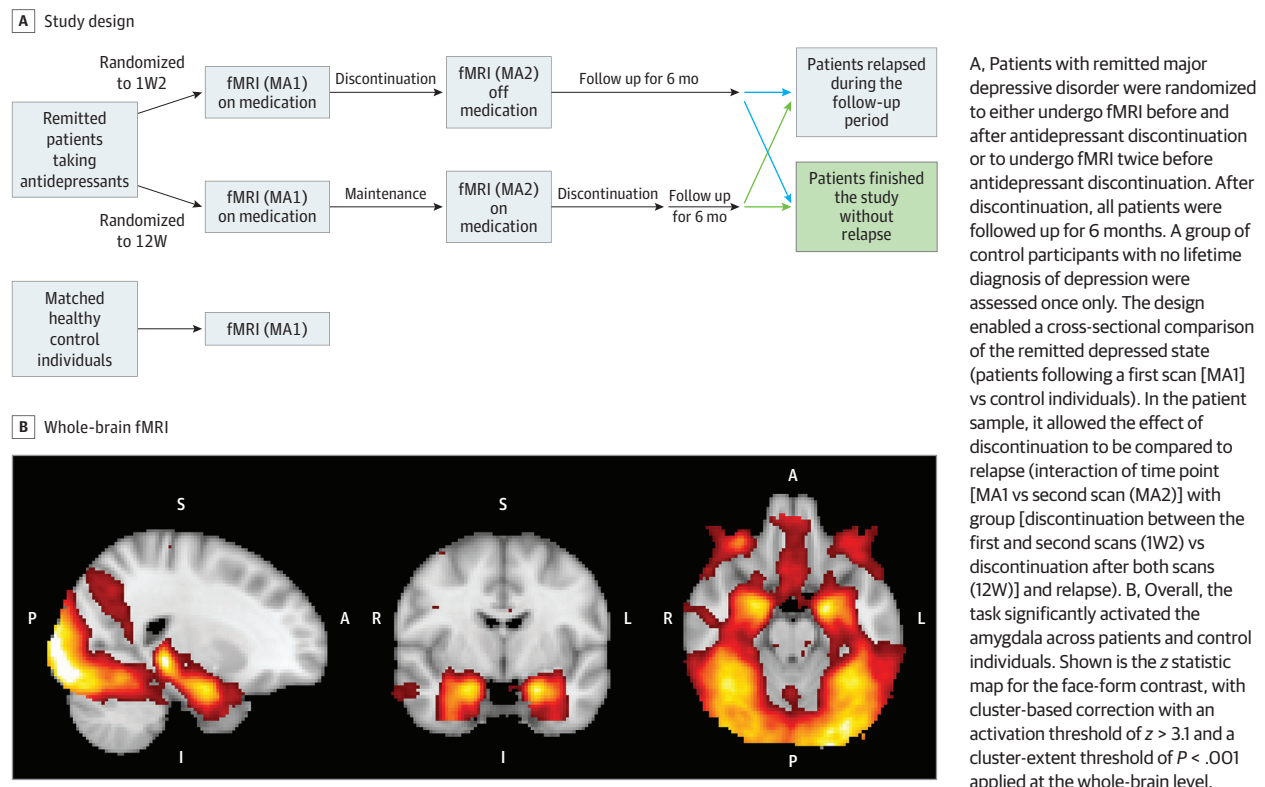 A Study design
Randomized
to 1W2
Remitted
patients
taking
antidepressants
Randomized
to 12W
fMRI (MA1)
on medication
Discontinuation
fMRI (MA2)
off
medication
Follow up for 6 mo
Patients relapsed
during the
follow-up
period
fMRI (MA1)
on medication
Maintenance
fMRI (MA2)
on
medication
Discontinuation
Follow up
for 6 mo
Patients finished
the study
without
relapse
Matched
healthy
control
individuals
fMRI (MA1)
B Whole-brain fMRI
S
P
A
I
S
R
L
I
A
R
L
P
A, Patients with remitted major
depressive disorder were randomized
to either undergo fMRI before and
after antidepressant discontinuation
or to undergo fMRI twice before
antidepressant discontinuation. After
discontinuation, all patients were
followed up for 6 months. A group of
control participants with no lifetime
diagnosis of depression were
assessed once only. The design
enabled a cross-sectional comparison
of the remitted depressed state
(patients following a first scan [MA1]
vs control individuals). In the patient
sample, it allowed the effect of
discontinuation to be compared to
relapse (interaction of time point
[MA1 vs second scan (MA2)] with
group [discontinuation between the
first and second scans (1W2) vs
discontinuation after both scans
(12W)] and relapse). B, Overall, the
task significantly activated the
amygdala across patients and control
individuals. Shown is the z statistic
map for the face-form contrast, with
cluster-based correction with an
activation threshold of z > 3.1 and a
cluster-extent threshold of P < .001
applied at the whole-brain level.